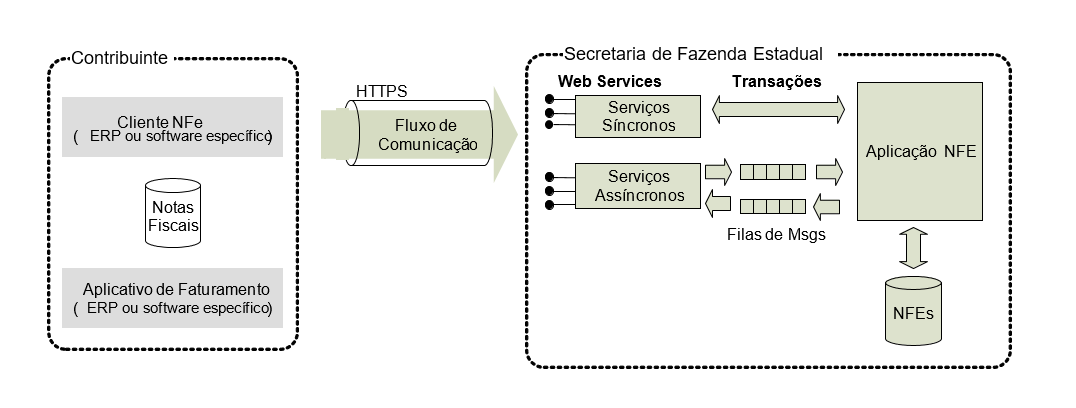 Contribuinte
Cliente NFe
( ERP ou software específico)
Notas
Fiscais
Aplicativo de Faturamento
( ERP ou software específico)
HTTPS
Fluxo de
Comunicação
Secretaria de Fazenda Estadual
Web Services
Transações
Serviços
Síncronos
Serviços
Assíncronos
Filas de Msgs
Aplicação NFE
NFEs